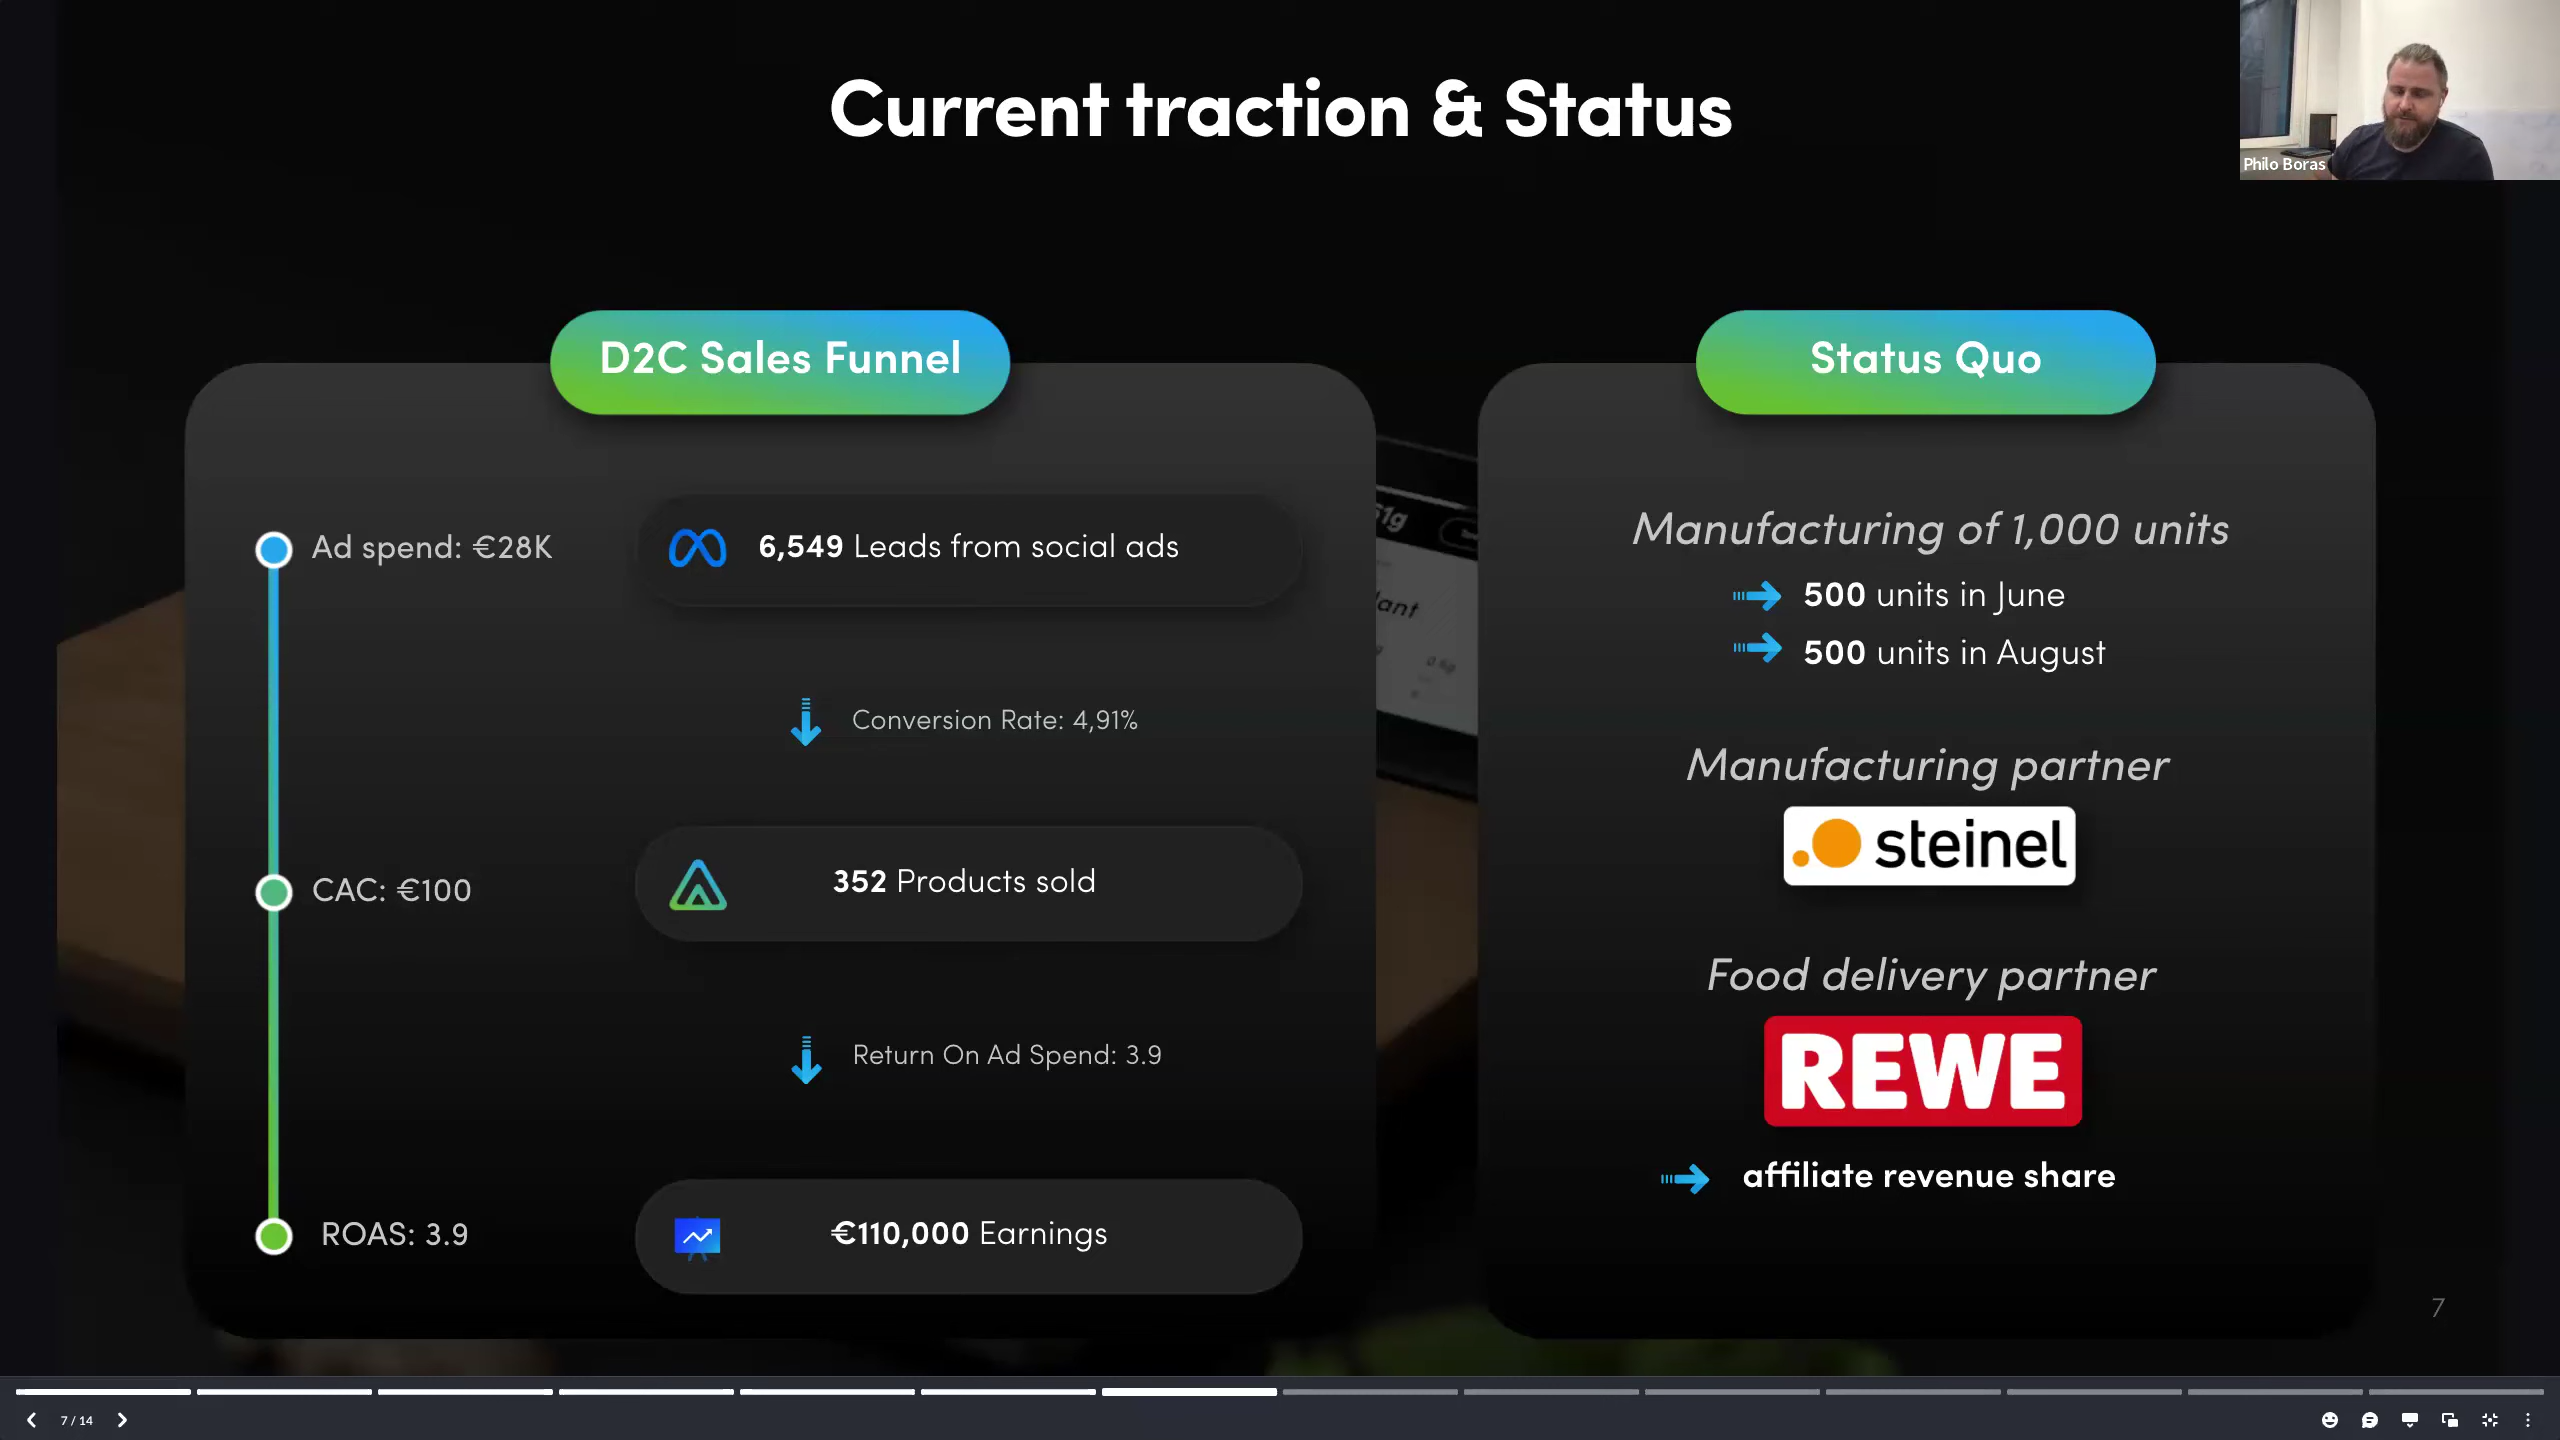 Current traction & Status
Philo Boras
D2C Sales Funnel
Ad spend: €28K
6,549 Leads from social ads
Conversion Rate: 4,91%
CAC: €100
352 Products sold
Return On Ad Spend: 3.9
ROAS: 3.9
€110,000 Earnings
Status Quo
Manufacturing of 1,000 units
500 units in June
500 units in August
Manufacturing partner
steinel
Food delivery partner
REWE
affiliate revenue share
7
7 / 14